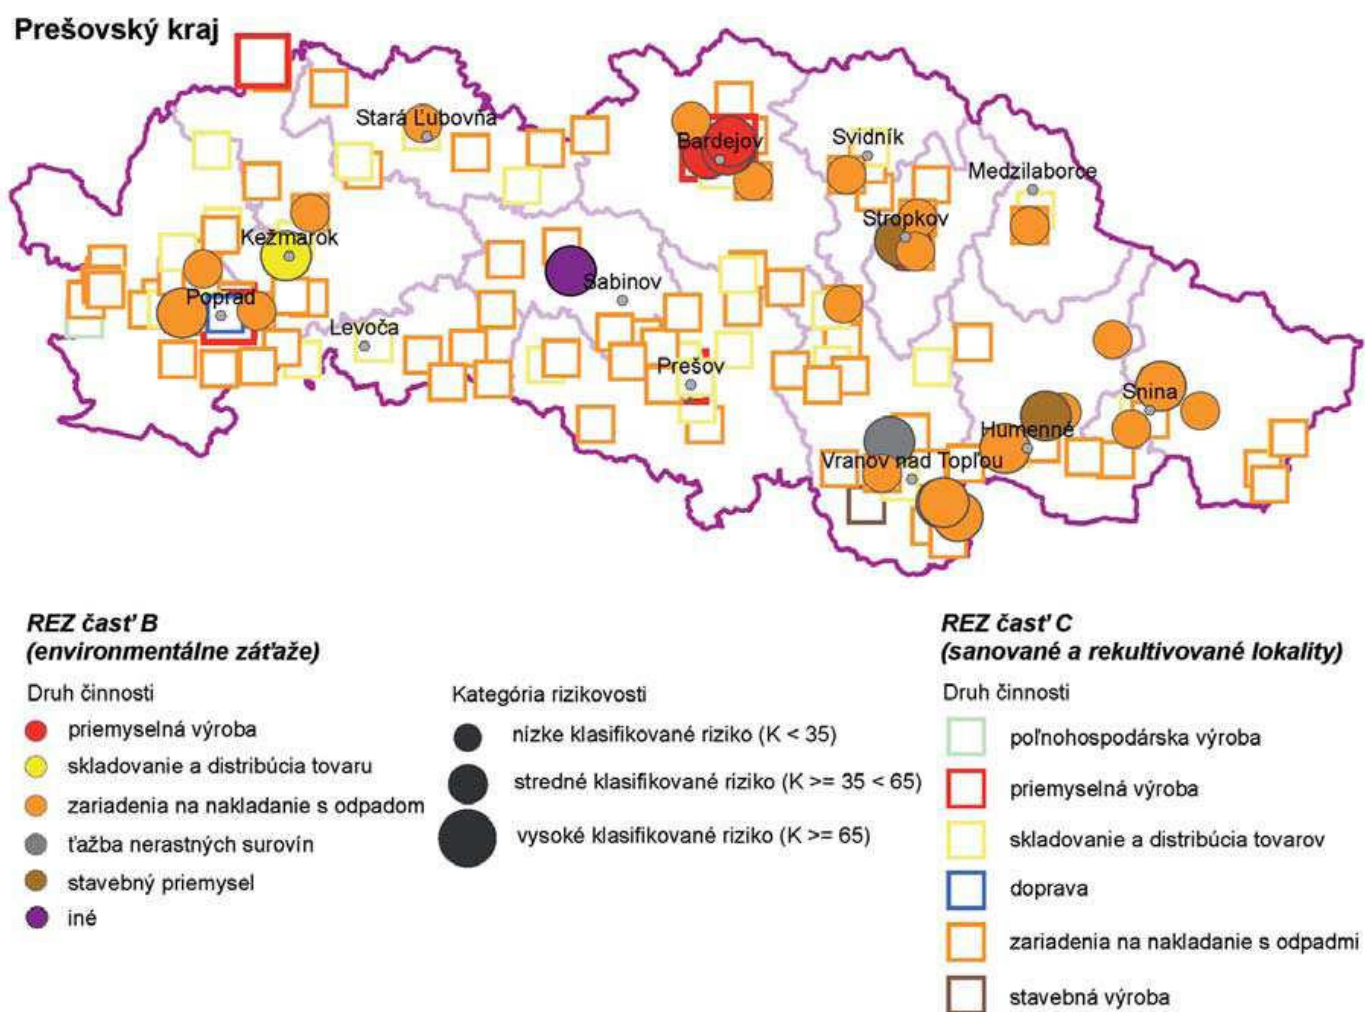 Prešovský kraj
Stará Ľubovňa
Bardejov
Svidník
Medzilaborce
Stropkov
Kežmarok
Sabinov
Poprad
Levoča
Prešov
Snina
Humenné
Vranov nad Topľou
REZ časť B
(environmentálne záťaže)
Druh činnosti
priemyselná výroba
skladovanie a distribúcia tovaru
zariadenia na nakladanie s odpadom
ťažba nerastných surovín
stavebný priemysel
iné
Kategória rizikovosti
nízke klasifikované riziko (K < 35)
stredné klasifikované riziko (K >= 35 < 65)
vysoké klasifikované riziko (K >= 65)
REZ časť C
(sanované a rekultivované lokality)
Druh činnosti
poľnohospodárska výroba
priemyselná výroba
skladovanie a distribúcia tovarov
doprava
zariadenia na nakladanie s odpadmi
stavebná výroba